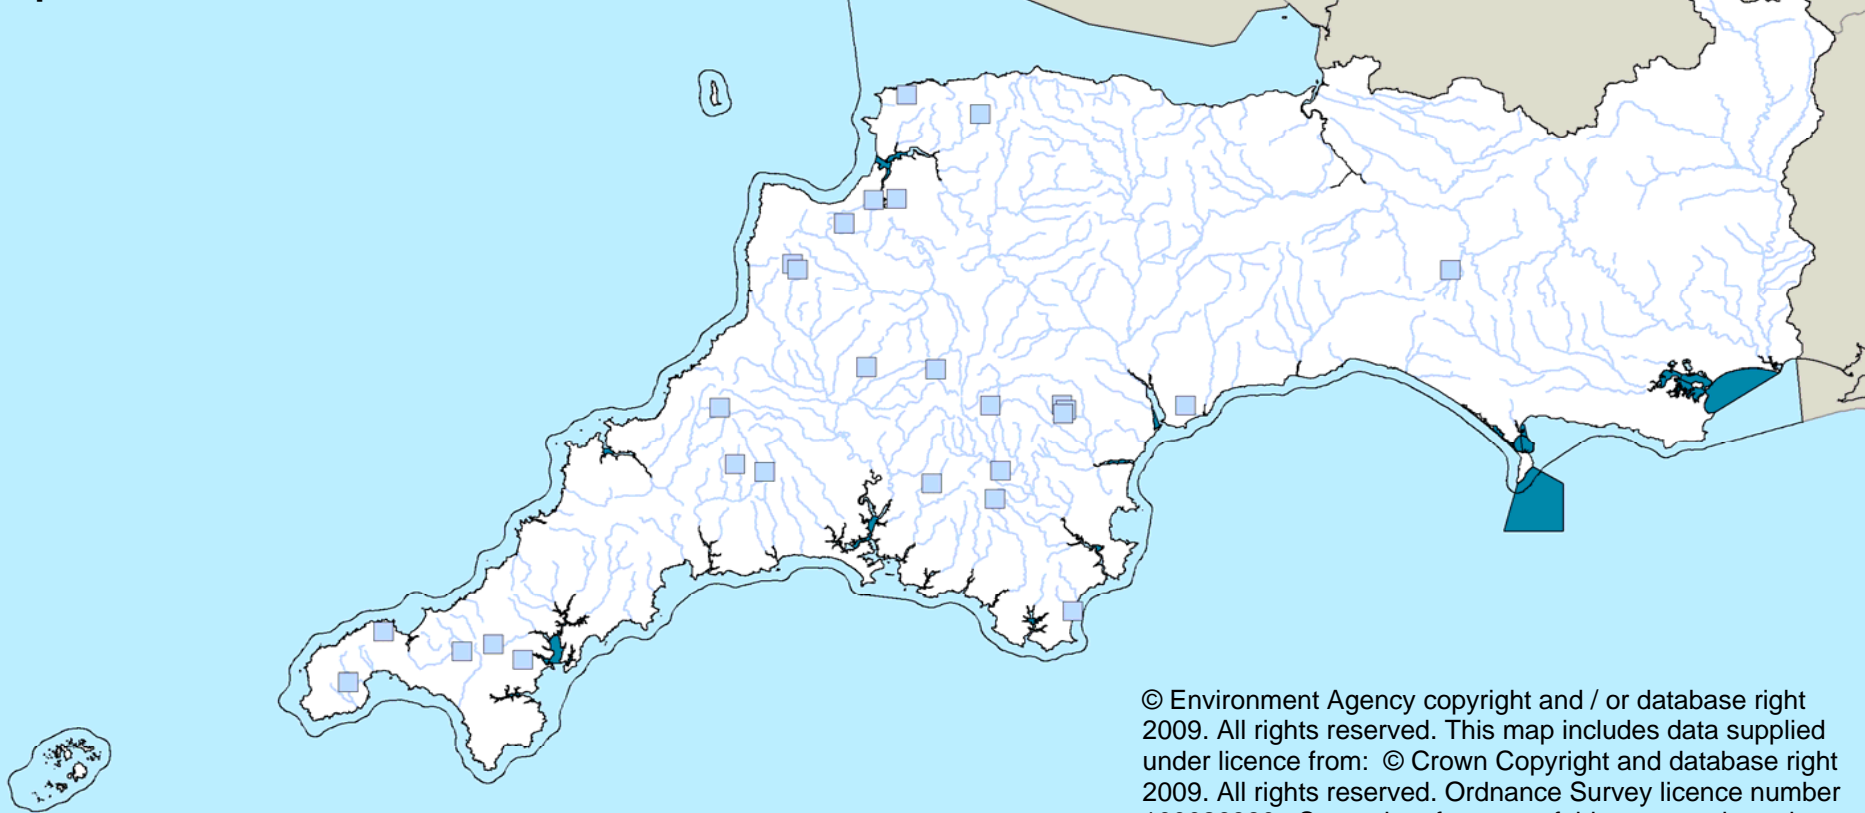 © Environment Agency copyright and / or database right
2009. All rights reserved. This map includes data supplied
under licence from: © Crown Copyright and database right
2009. All rights reserved. Ordnance Survey licence number